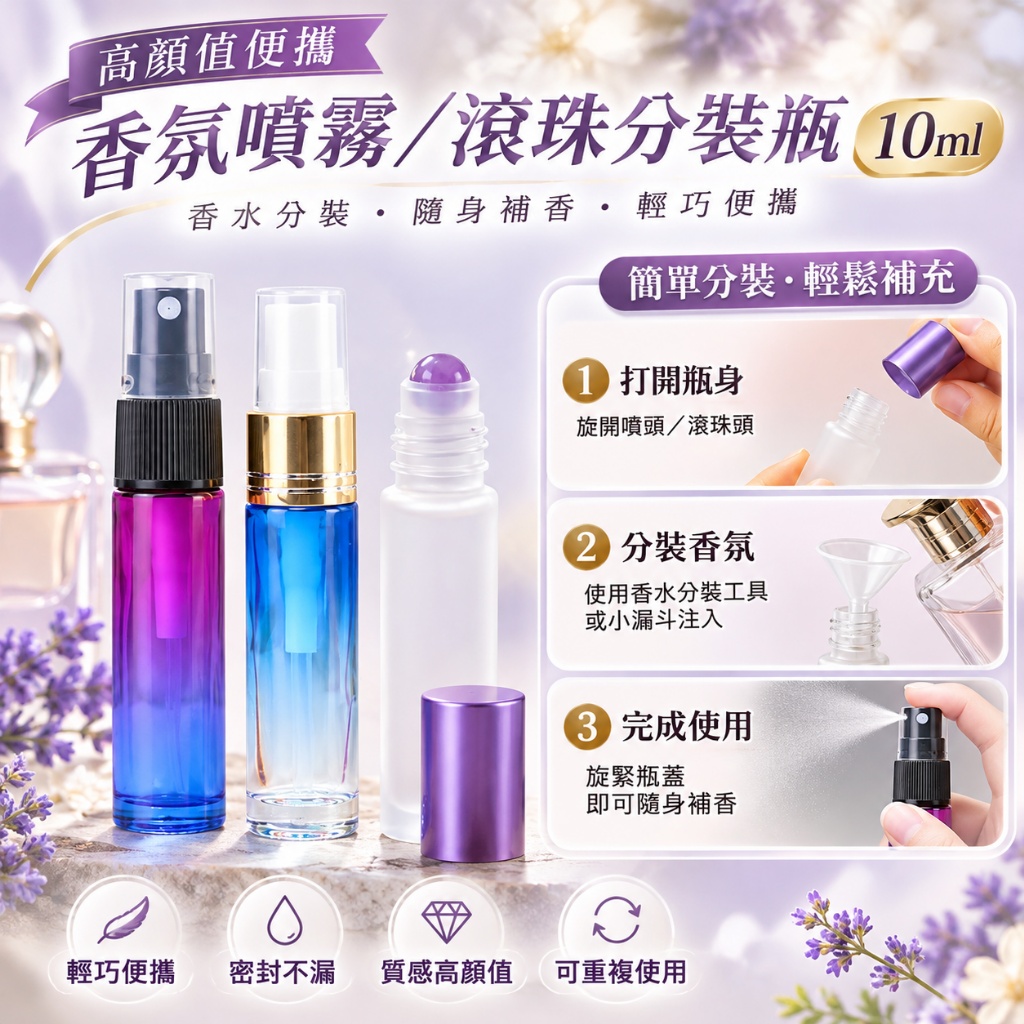 高顏值便攜
香氛噴霧／滾珠分裝瓶
10ml
香水分裝・隨身補香・輕巧便攜
簡單分裝・輕鬆補充
1 打開瓶身
旋開噴頭／滾珠頭
2 分裝香氛
使用香水分裝工具
或小漏斗注入
3 完成使用
旋緊瓶蓋
即可隨身補香
輕巧便攜
密封不漏
質感高顏值
可重複使用